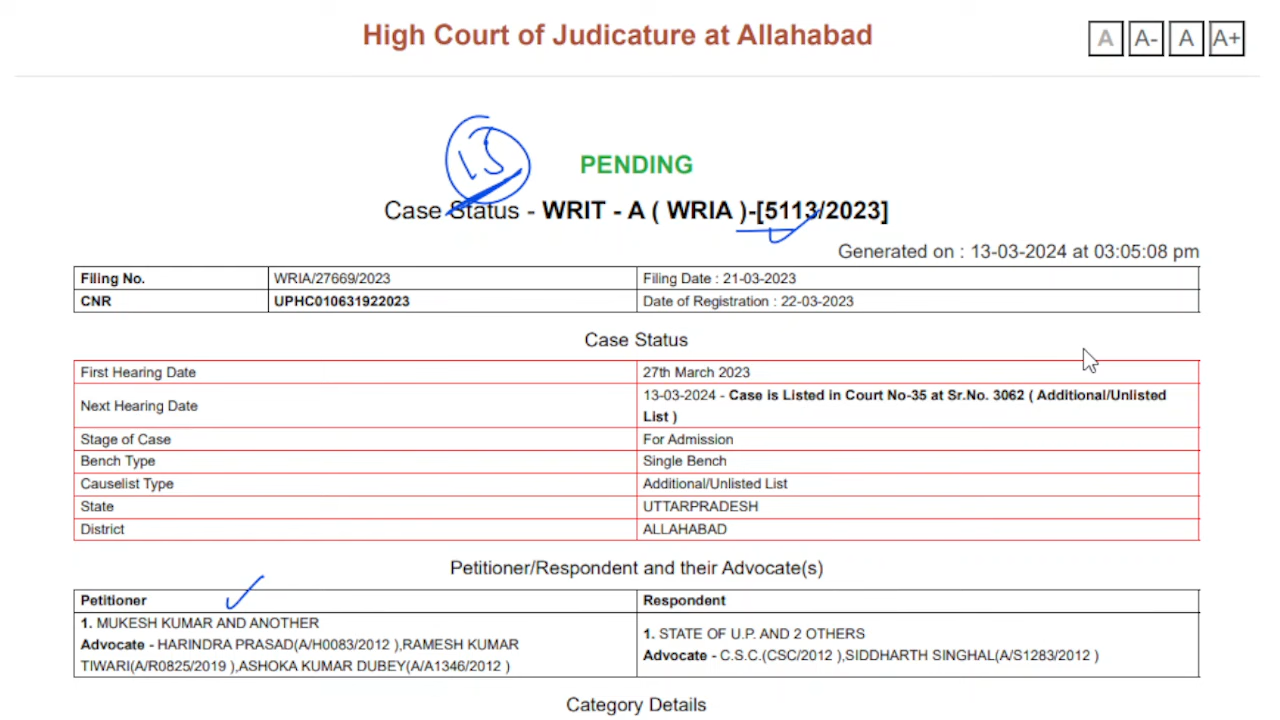 High Court of Judicature at Allahabad
A A- A A+
PENDING
Case Status - WRIT - A ( WRIA )-[5113/2023]
Generated on : 13-03-2024 at 03:05:08 pm
Filing No. WRIA/27669/2023 Filing Date : 21-03-2023
CNR UPHC010631922023 Date of Registration : 22-03-2023
Case Status
First Hearing Date 27th March 2023
Next Hearing Date 13-03-2024 - Case is Listed in Court No-35 at Sr.No. 3062 ( Additional/Unlisted
List )
Stage of Case For Admission
Bench Type Single Bench
Causelist Type Additional/Unlisted List
State UTTARPRADESH
District ALLAHABAD
Petitioner/Respondent and their Advocate(s)
Petitioner Respondent
1. MUKESH KUMAR AND ANOTHER
Advocate - HARINDRA PRASAD(A/H0083/2012 ),RAMESH KUMAR
TIWARI(A/R0825/2019 ),ASHOKA KUMAR DUBEY(A/A1346/2012 )
1. STATE OF U.P. AND 2 OTHERS
Advocate - C.S.C.(CSC/2012 ),SIDDHARTH SINGHAL(A/S1283/2012 )
Category Details